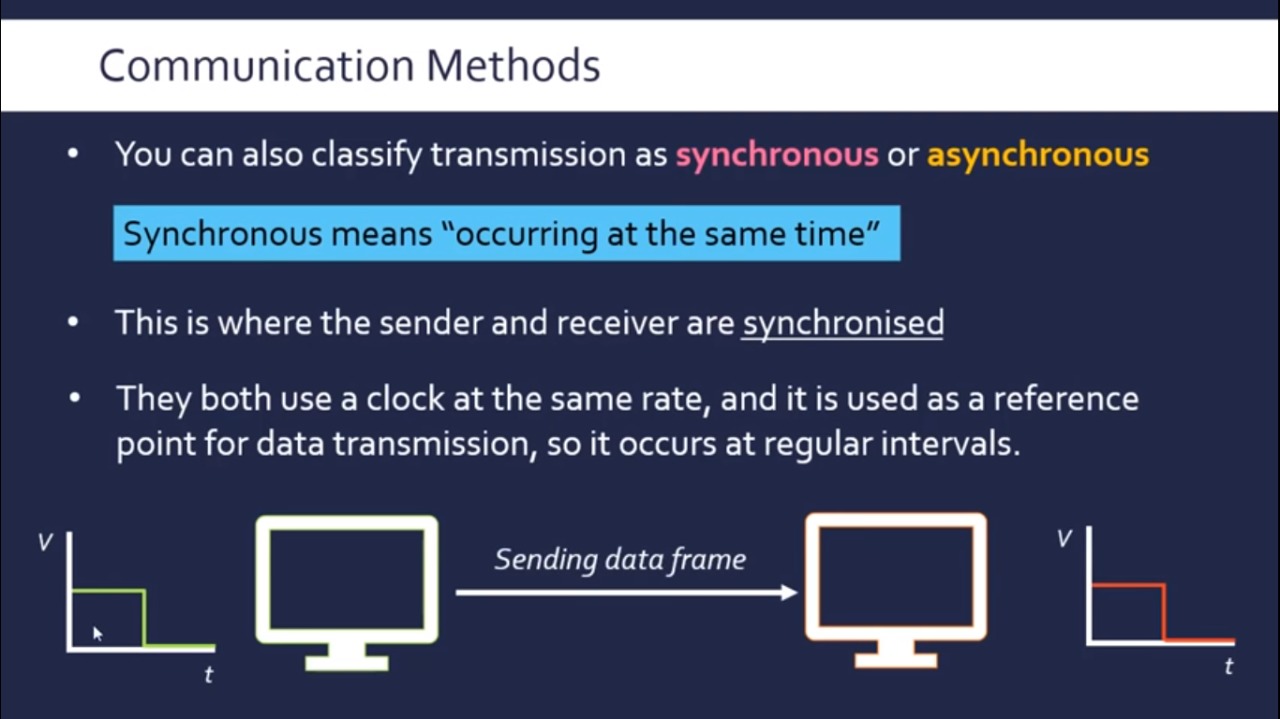 Communication Methods
• You can also classify transmission as synchronous or asynchronous
Synchronous means “occurring at the same time”
• This is where the sender and receiver are synchronised
• They both use a clock at the same rate, and it is used as a reference
point for data transmission, so it occurs at regular intervals.
V
t
Sending data frame
V
t